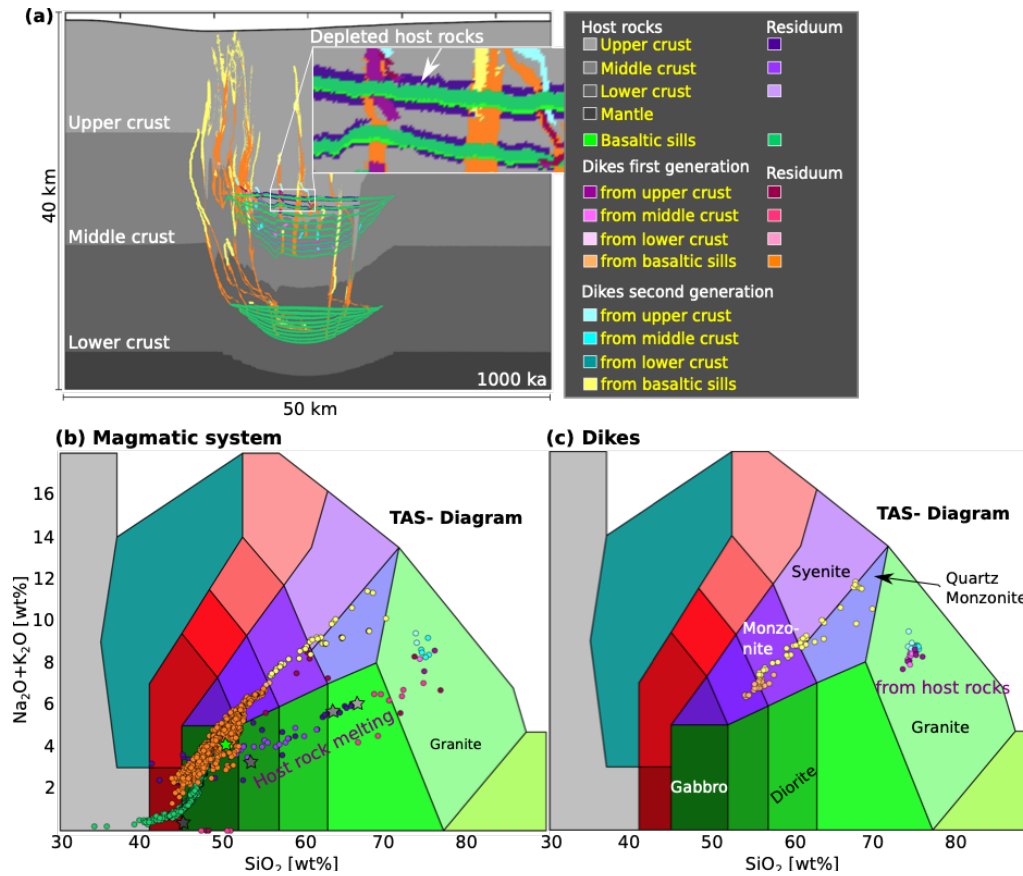 (a)
Depleted host rocks
Upper crust
Middle crust
Lower crust
1000 ka
40 km
50 km
Host rocks Residuum
Upper crust
Middle crust
Lower crust
Mantle
Basaltic sills
Dikes first generation Residuum
from upper crust
from middle crust
from lower crust
from basaltic sills
Dikes second generation
from upper crust
from middle crust
from lower crust
from basaltic sills
(b) Magmatic system
TAS- Diagram
Host rock melting
Granite
Na₂O+K₂O [wt%]
16
14
12
10
8
6
4
2
30 40 50 60 70 80
SiO₂ [wt%]
(c) Dikes
TAS- Diagram
Syenite
Quartz
Monzonite
Monzo-
nite
from host rocks
Granite
Gabbro
Diorite
30 40 50 60 70 80
SiO₂ [wt%]